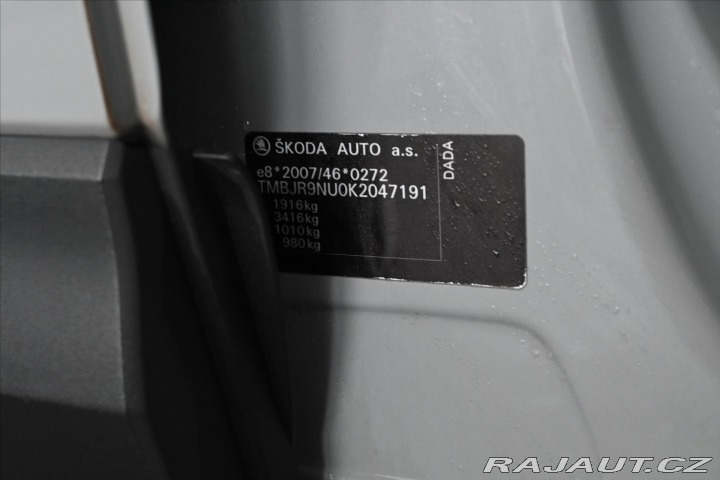 ŠKODA AUTO a.s.
e8*2007/46*0272
TMBJR9NU0K2047191
1916kg
3416kg
1010kg
980kg
DADA
RAJAUT.CZ